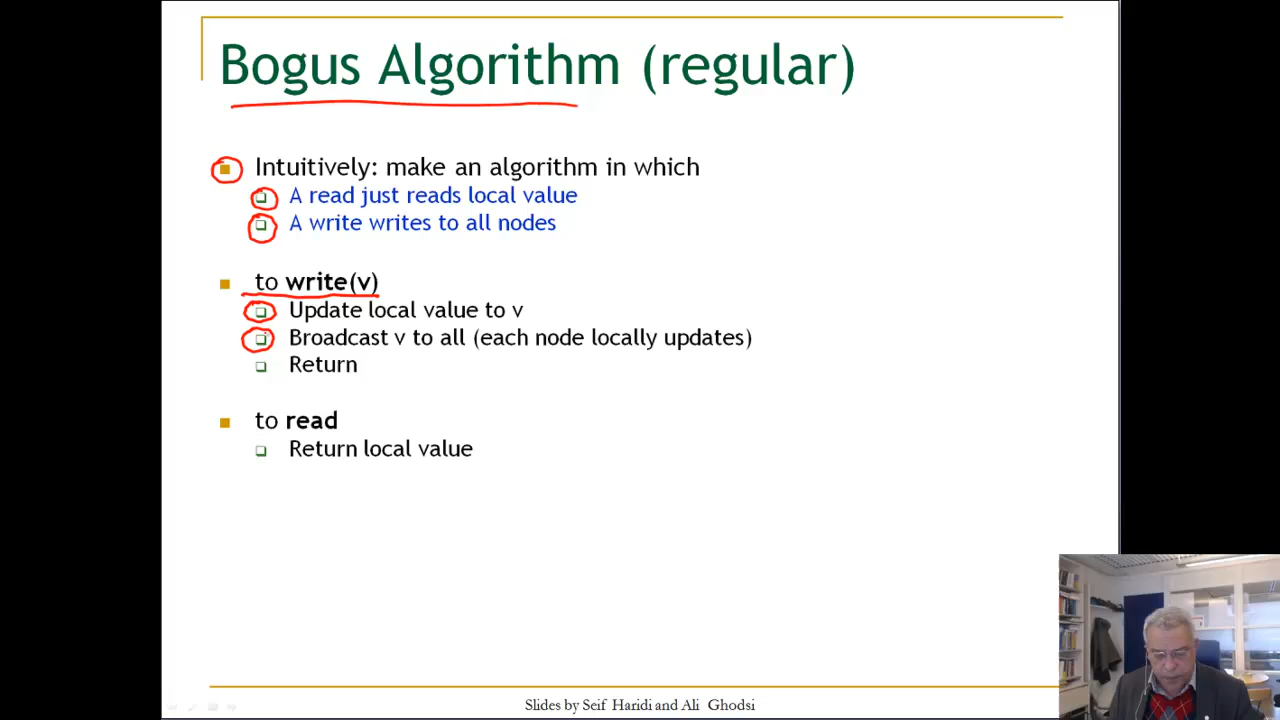 Bogus Algorithm (regular)
Intuitively: make an algorithm in which
A read just reads local value
A write writes to all nodes
to write(v)
Update local value to v
Broadcast v to all (each node locally updates)
Return
to read
Return local value
Slides by Seif Haridi and Ali Ghodsi